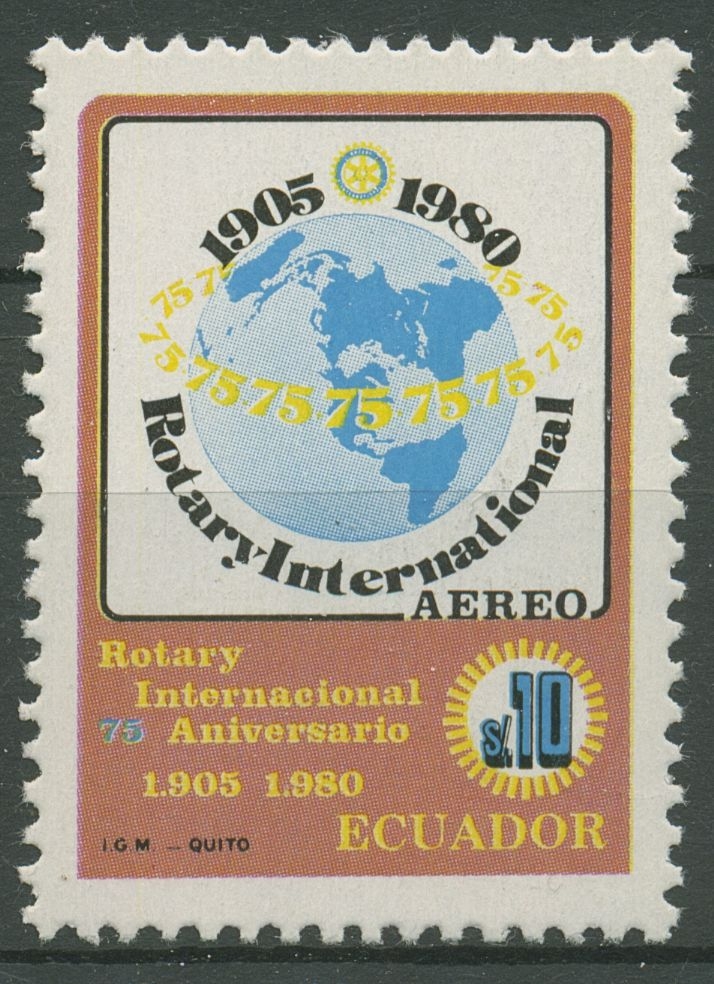 1905 1980
75 75 75 75
75 75 75 75 75 75 75
Rotary International
AEREO
Rotary
Internacional
75 Aniversario
1.905 1.980
S/.10
ECUADOR
I.G M. — QUITO